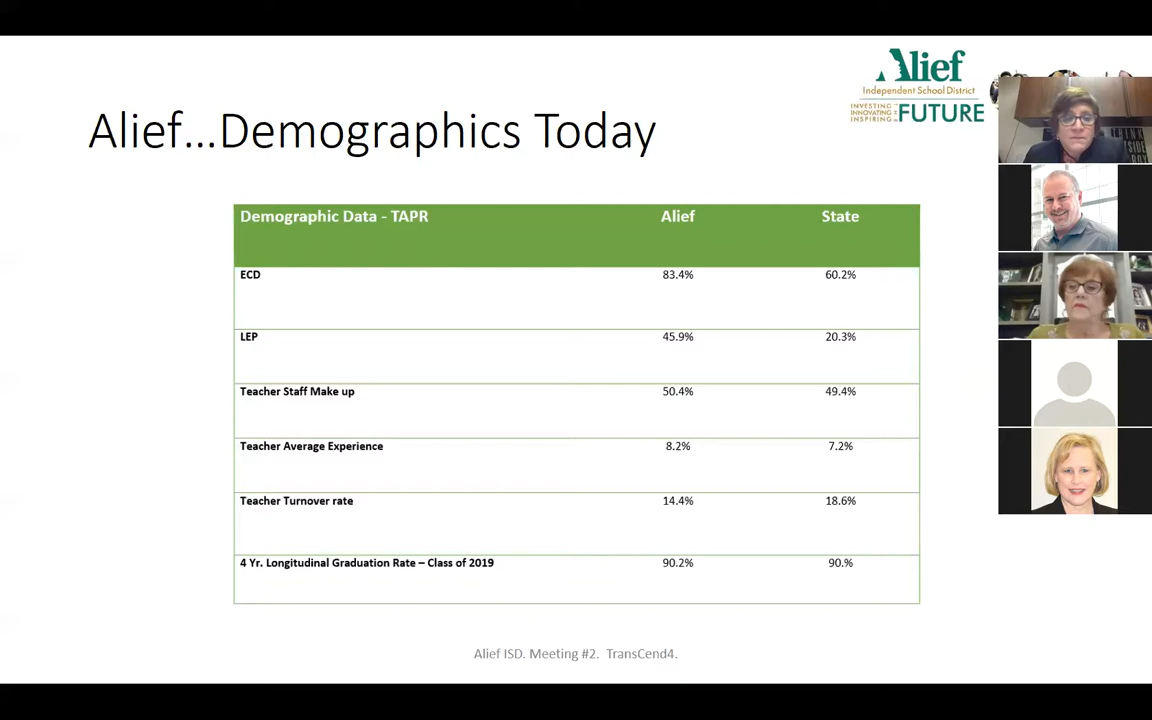 Alief
Independent School District
INVESTING
INNOVATING
INSPIRING
IN THE
FUTURE
Alief...Demographics Today
Demographic Data - TAPR Alief State
ECD 83.4% 60.2%
LEP 45.9% 20.3%
Teacher Staff Make up 50.4% 49.4%
Teacher Average Experience 8.2% 7.2%
Teacher Turnover rate 14.4% 18.6%
4 Yr. Longitudinal Graduation Rate – Class of 2019 90.2% 90.%
Alief ISD. Meeting #2. TransCend4.